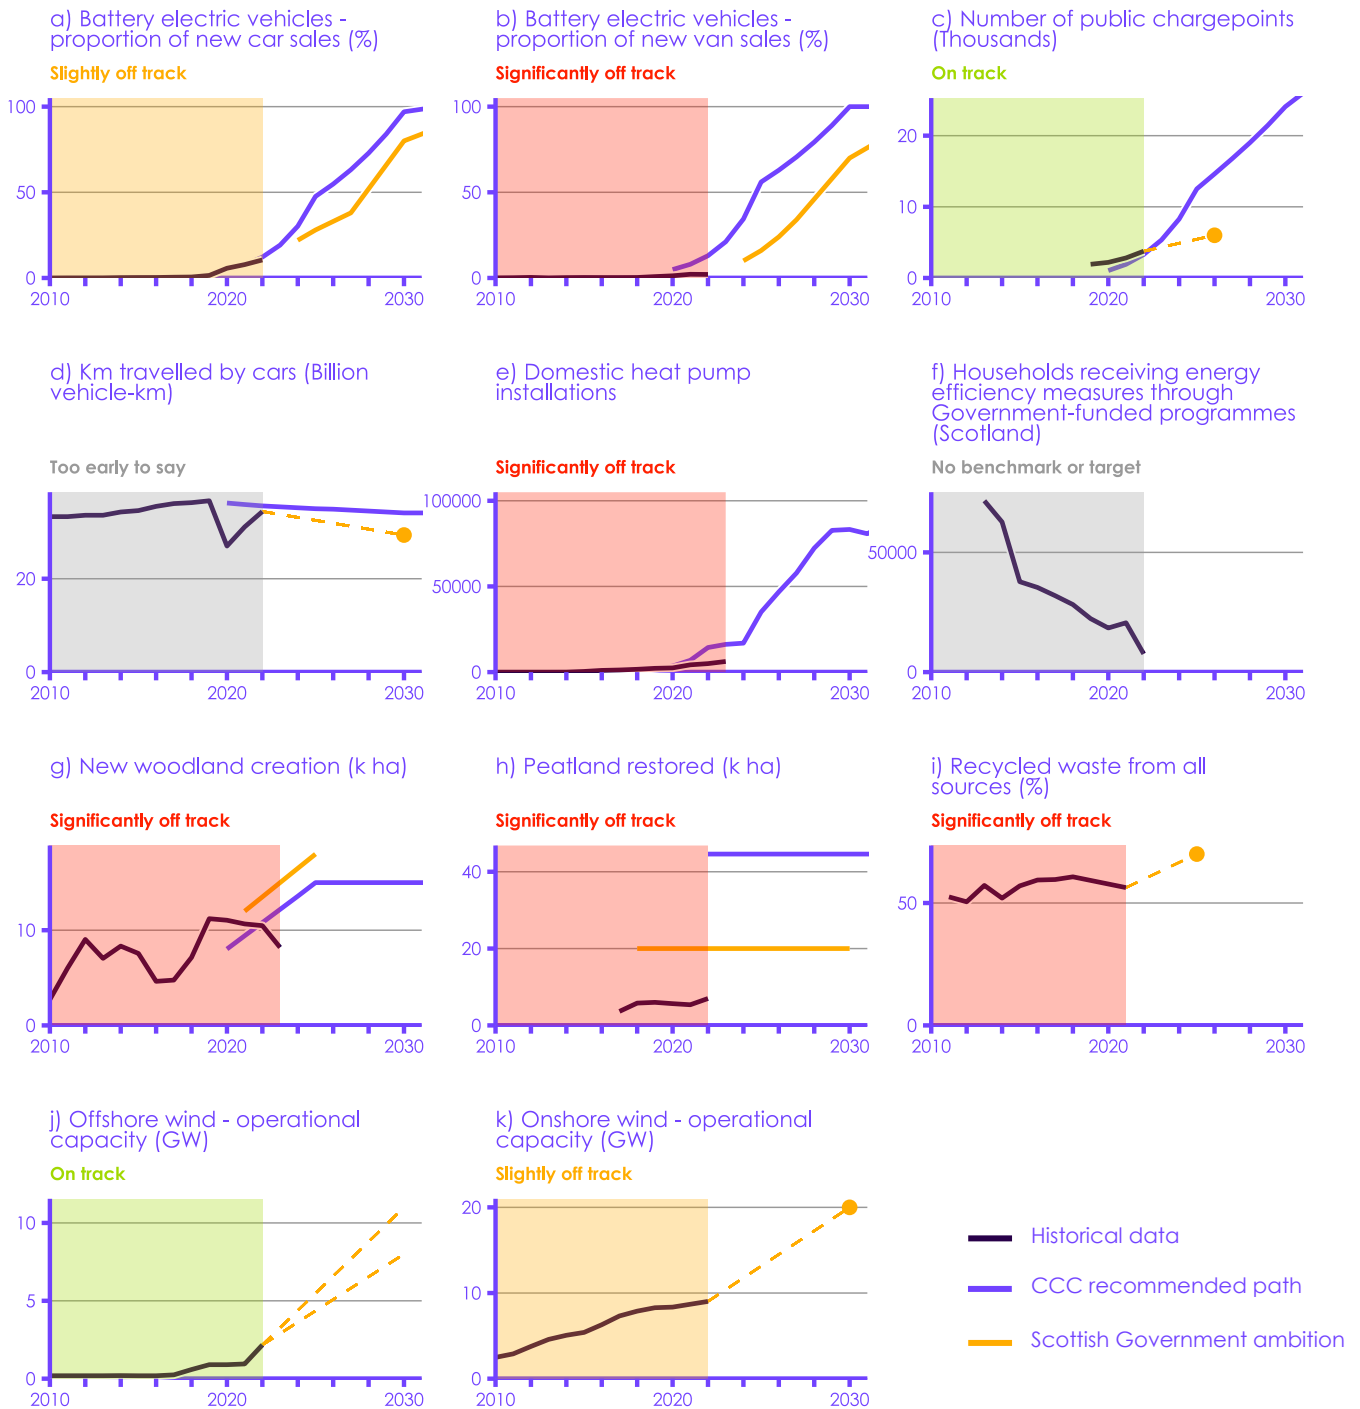 a) Battery electric vehicles -
proportion of new car sales (%)
Slightly off track
100
50
0
2010
2020
2030
b) Battery electric vehicles -
proportion of new van sales (%)
Significantly off track
100
50
0
2010
2020
2030
c) Number of public chargepoints
(Thousands)
On track
20
10
0
2010
2020
2030
d) Km travelled by cars (Billion
vehicle-km)
Too early to say
20
0
2010
2020
2030
e) Domestic heat pump
installations
Significantly off track
100000
50000
0
2010
2020
2030
f) Households receiving energy
efficiency measures through
Government-funded programmes
(Scotland)
No benchmark or target
50000
0
2010
2020
2030
g) New woodland creation (k ha)
Significantly off track
10
0
2010
2020
2030
h) Peatland restored (k ha)
Significantly off track
40
20
0
2010
2020
2030
i) Recycled waste from all
sources (%)
Significantly off track
50
0
2010
2020
2030
j) Offshore wind - operational
capacity (GW)
On track
10
5
0
2010
2020
2030
k) Onshore wind - operational
capacity (GW)
Slightly off track
20
10
0
2010
2020
2030
Historical data
CCC recommended path
Scottish Government ambition